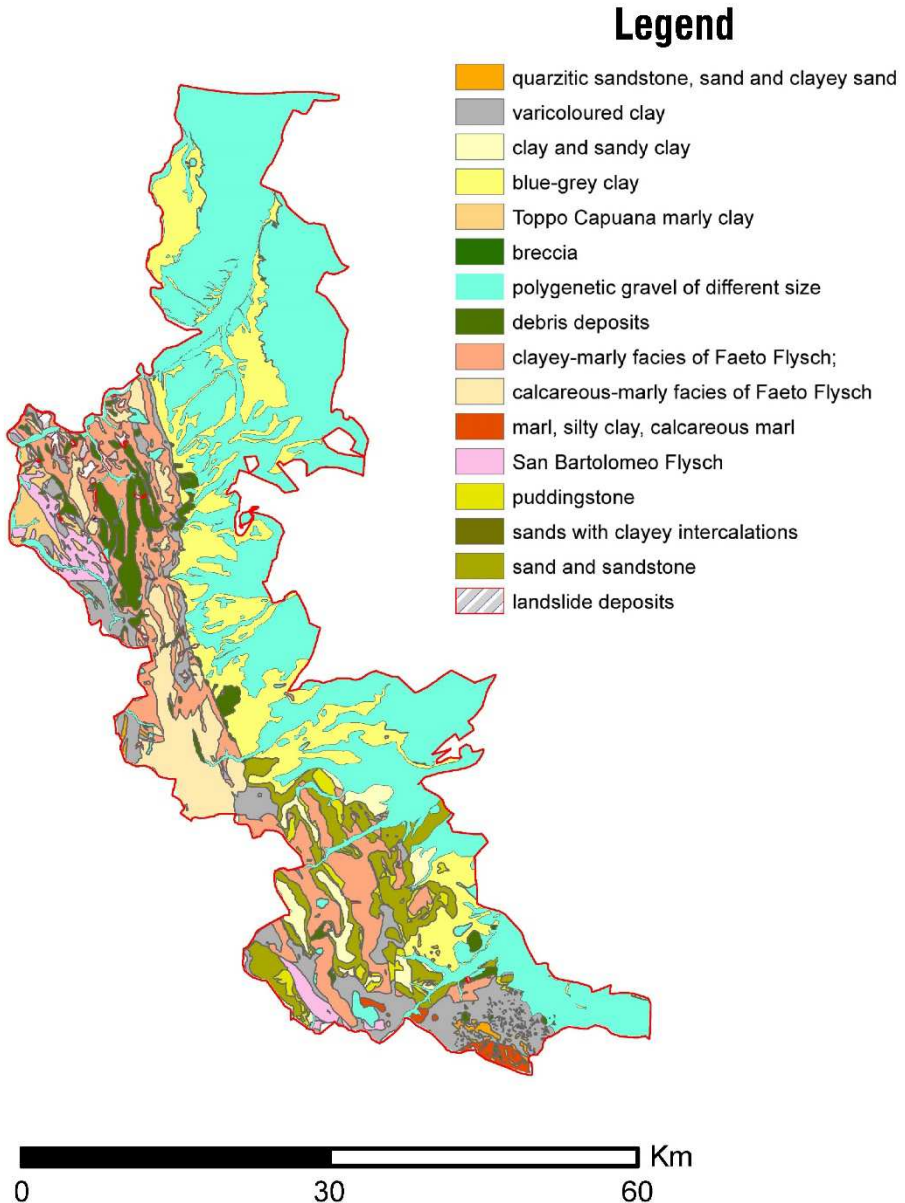 Legend
quarzitic sandstone, sand and clayey sand
varicoloured clay
clay and sandy clay
blue-grey clay
Toppo Capuana marly clay
breccia
polygenetic gravel of different size
debris deposits
clayey-marly facies of Faeto Flysch;
calcareous-marly facies of Faeto Flysch
marl, silty clay, calcareous marl
San Bartolomeo Flysch
puddingstone
sands with clayey intercalations
sand and sandstone
landslide deposits
Km
0 30 60